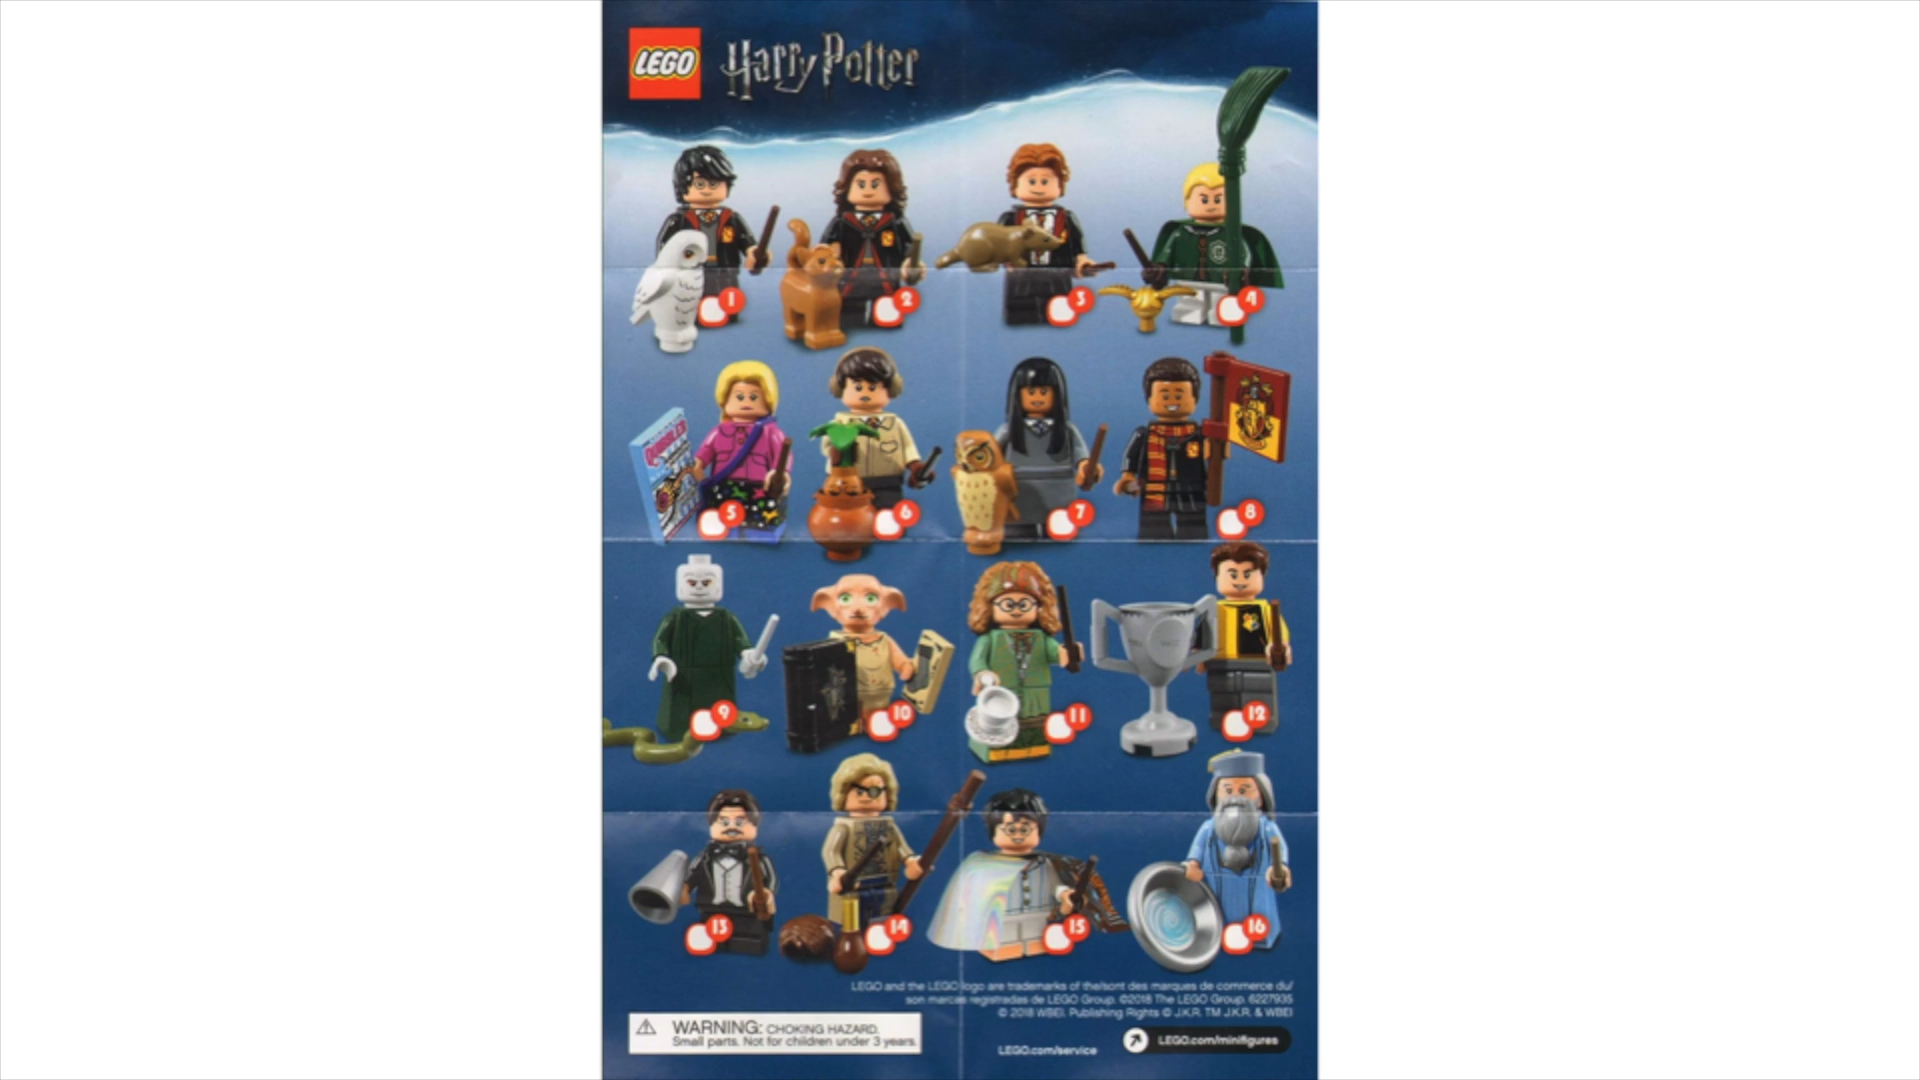 LEGO Harry Potter
1 2 3 4
5 6 7 8
9 10 11 12
13 14 15 16
QUIBBLER
LEGO and the LEGO logo are trademarks of the/sont des marques de commerce du/
son marcas registradas de LEGO Group. ©2018 The LEGO Group. 6227935
© 2018 WBEI. Publishing Rights © J.K.R. TM J.K.R. & WBEI
WARNING: CHOKING HAZARD.
Small parts. Not for children under 3 years.
LEGO.com/service
LEGO.com/minifigures